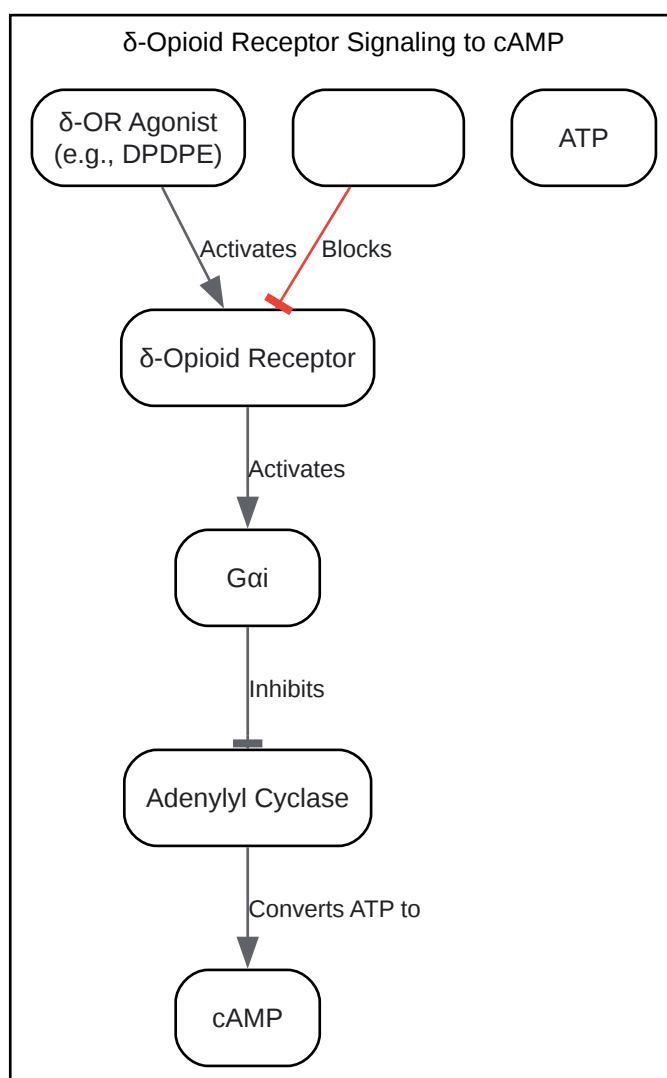 δ-Opioid Receptor Signaling to cAMP
δ-OR Agonist
(e.g., DPDPE)
ATP
Activates
Blocks
δ-Opioid Receptor
Activates
Gαi
Inhibits
Adenylyl Cyclase
Converts ATP to
cAMP